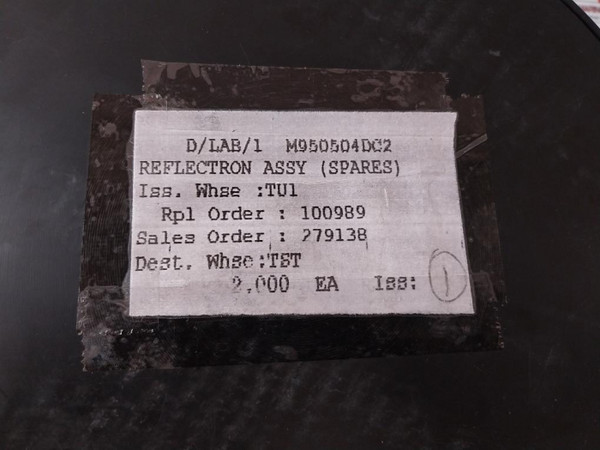 D/LAB/1 M950504DC2
REFLECTRON ASSY (SPARES)
Iss. Whse :TU1
Rpl Order : 100989
Sales Order : 279138
Dest. Whse:TST
2.000 EA Iss: 1